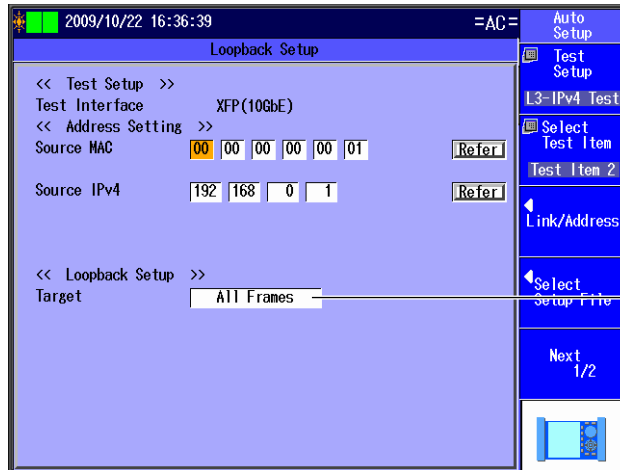 2009/10/22 16:36:39 =AC=
Loopback Setup
<< Test Setup >>
Test Interface XFP(10GbE)
<< Address Setting >>
Source MAC 00 00 00 00 00 01 Refer
Source IPv4 192 168 0 1 Refer
<< Loopback Setup >>
Target All Frames
Auto
Setup
Test
Setup
L3-IPv4 Test
Select
Test Item
Test Item 2
Link/Address
Select
Setup File
Next
1/2